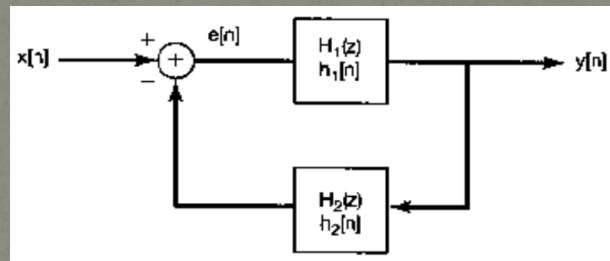 +
e[n]
H₁(z)
x[n]
+
y[n]
h₁[n]
−
H₂(z)
h₂[n]